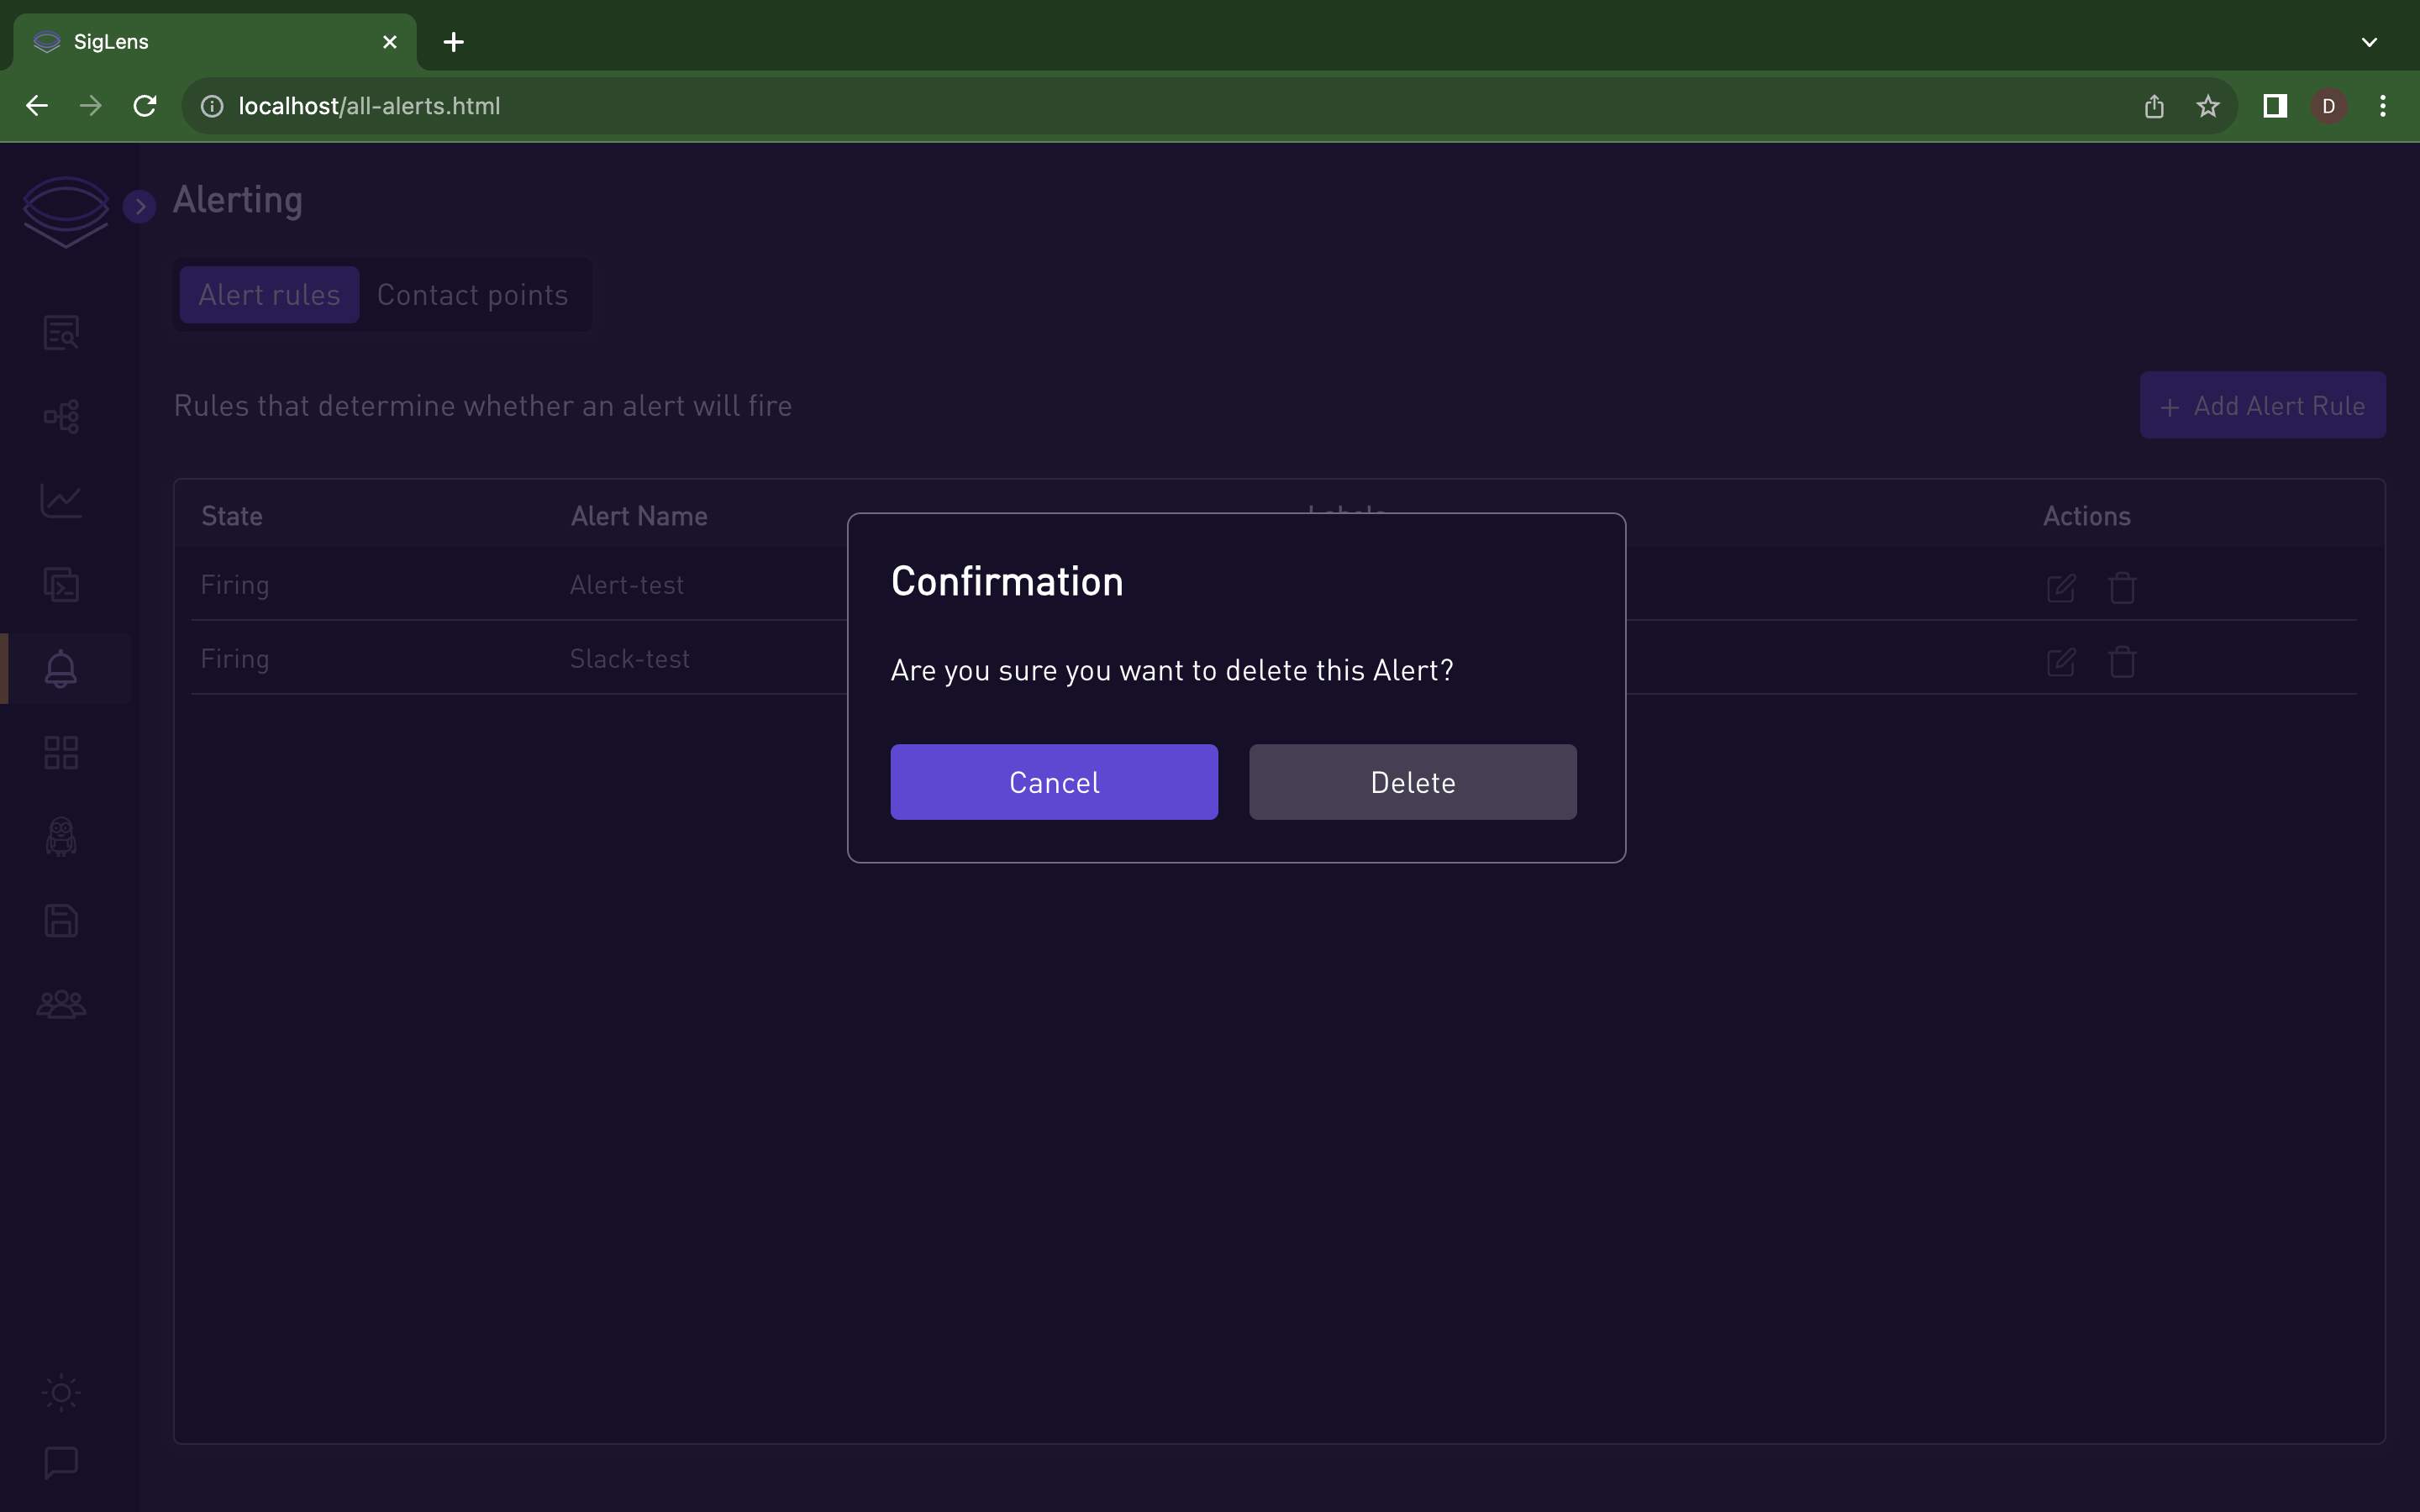 SigLens
localhost/all-alerts.html
D
Alerting
Alert rules Contact points
Rules that determine whether an alert will fire
+ Add Alert Rule
State Alert Name Labels Actions
Firing Alert-test
Firing Slack-test
Confirmation
Are you sure you want to delete this Alert?
Cancel Delete